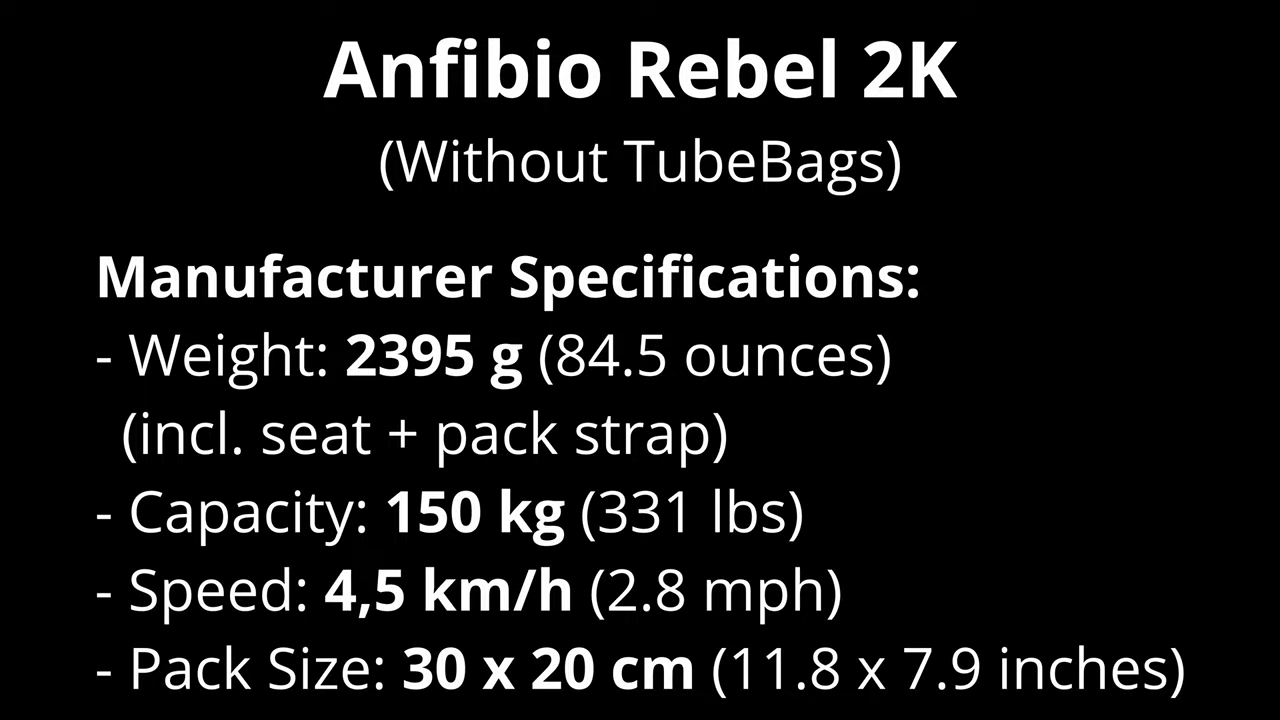 Anfibio Rebel 2K
(Without TubeBags)
Manufacturer Specifications:
- Weight: 2395 g (84.5 ounces)
(incl. seat + pack strap)
- Capacity: 150 kg (331 lbs)
- Speed: 4,5 km/h (2.8 mph)
- Pack Size: 30 x 20 cm (11.8 x 7.9 inches)